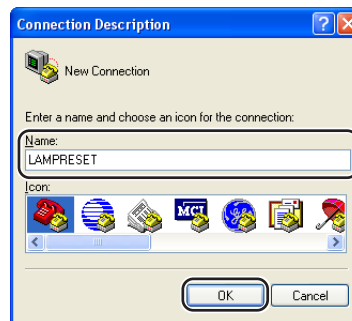 Connection Description
New Connection
Enter a name and choose an icon for the connection:
Name:
LAMPRESET
Icon:
MCI
OK Cancel